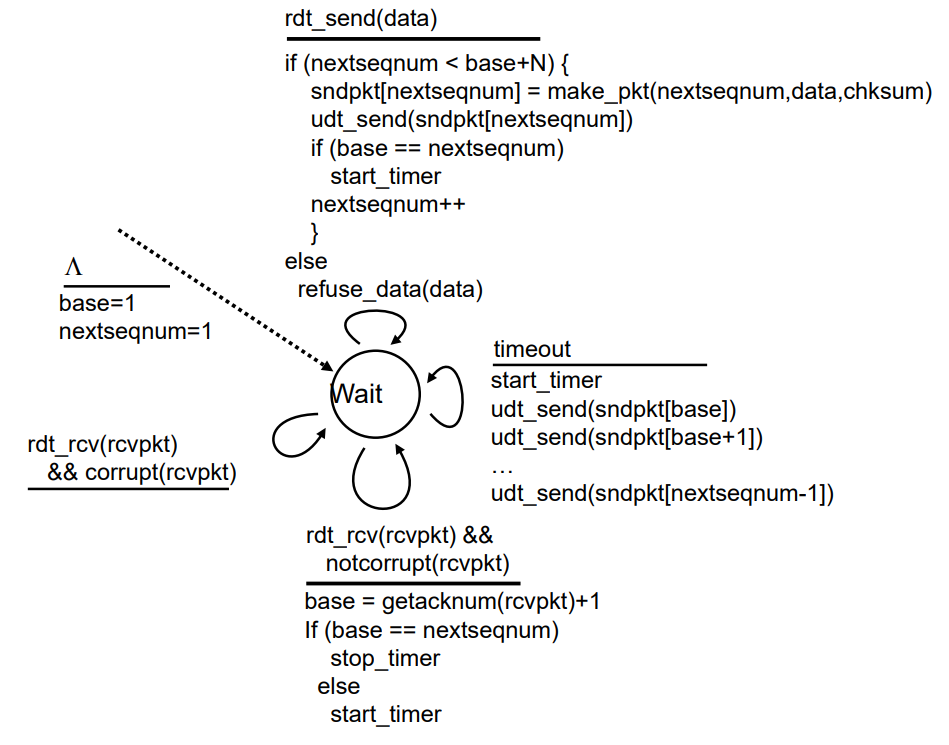 rdt_send(data)
if (nextseqnum < base+N) {
sndpkt[nextseqnum] = make_pkt(nextseqnum,data,chksum)
udt_send(sndpkt[nextseqnum])
if (base == nextseqnum)
start_timer
nextseqnum++
}
else
refuse_data(data)
Λ
base=1
nextseqnum=1
Wait
timeout
start_timer
udt_send(sndpkt[base])
udt_send(sndpkt[base+1])
…
udt_send(sndpkt[nextseqnum-1])
rdt_rcv(rcvpkt)
&& corrupt(rcvpkt)
rdt_rcv(rcvpkt) &&
notcorrupt(rcvpkt)
base = getacknum(rcvpkt)+1
If (base == nextseqnum)
stop_timer
else
start_timer